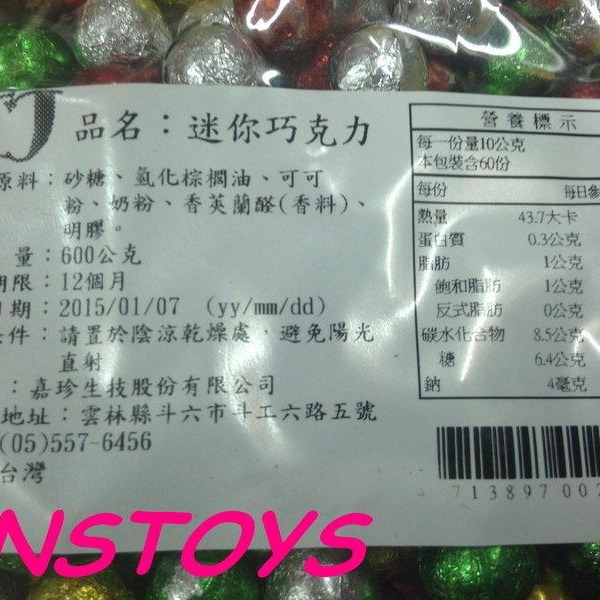 品名：迷你巧克力
原料：砂糖、氫化棕櫚油、可可
粉、奶粉、香莢蘭醛(香料)、
明膠。
量：600公克
期限：12個月
日期：2015/01/07 (yy/mm/dd)
條件：請置於陰涼乾燥處、避免陽光
直射
：嘉珍生技股份有限公司
地址：雲林縣斗六市斗工六路五號
(05)557-6456
台灣
營養標示
每一份量10公克
本包裝含60份
每份 每日參
熱量 43.7大卡
蛋白質 0.3公克
脂肪 1公克
飽和脂肪 1公克
反式脂肪 0公克
碳水化合物 8.5公克
糖 6.4公克
鈉 4毫克
713897002
NSTOYS